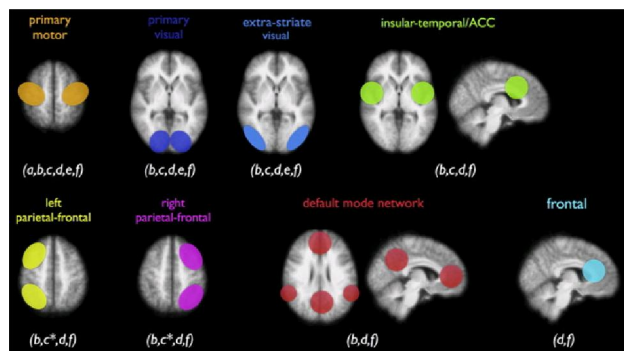 primary
motor
primary
visual
extra-striate
visual
insular-temporal/ACC
(a,b,c,d,e,f)
(b,c,d,e,f)
(b,c,d,e,f)
(b,c,d,f)
left
parietal-frontal
right
parietal-frontal
default mode network
frontal
(b,c*,d,f)
(b,c*,d,f)
(b,d,f)
(d,f)